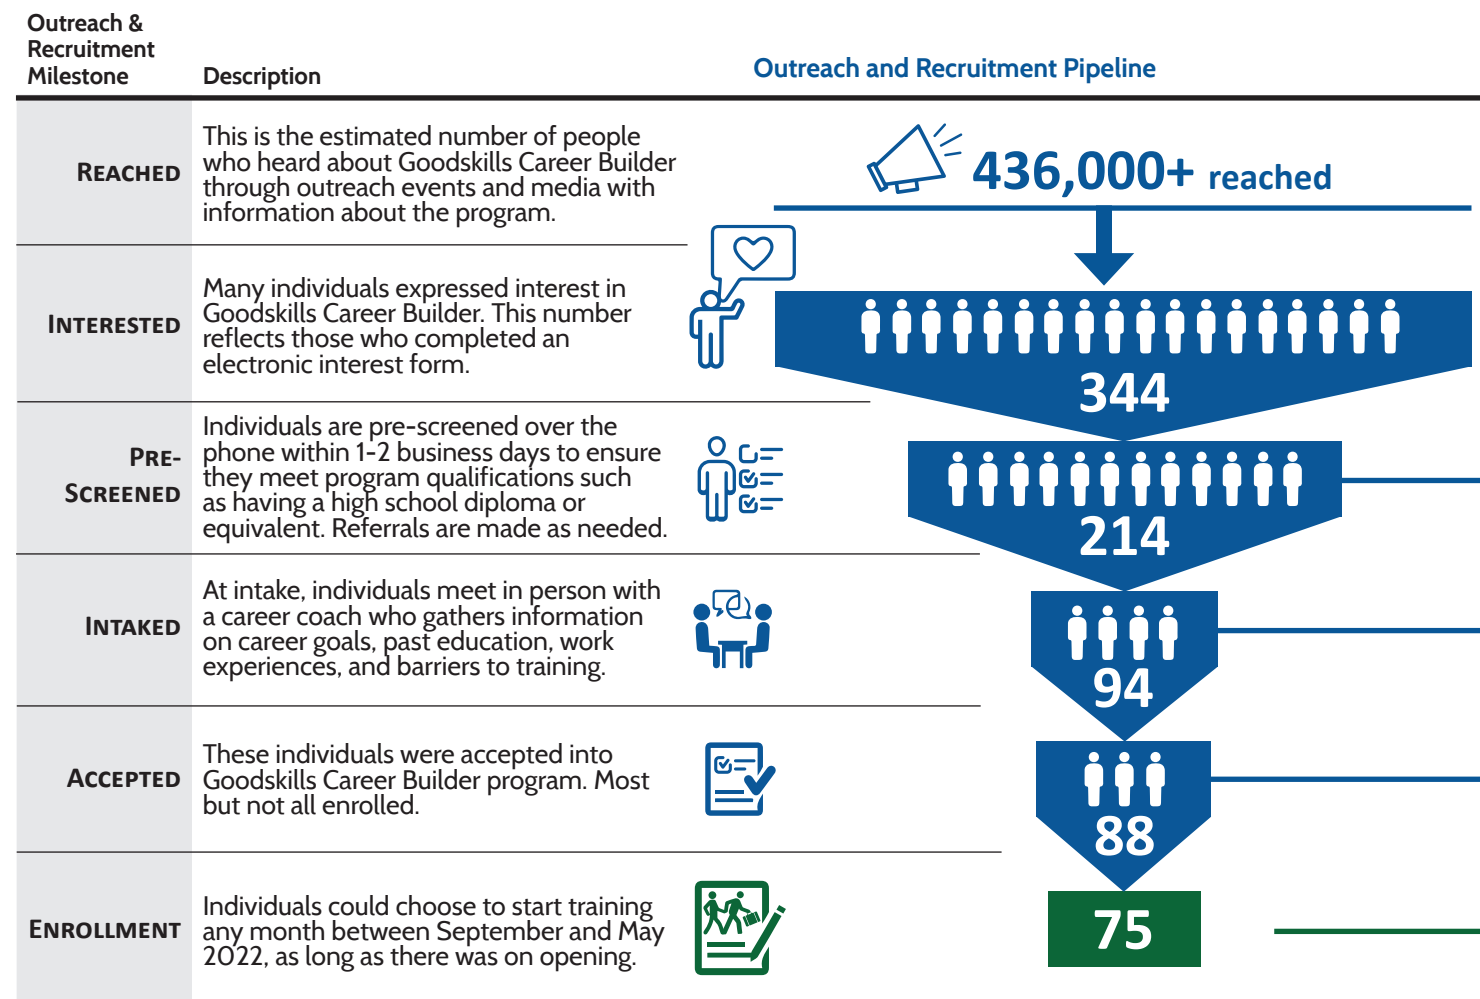 Outreach &
Recruitment
Milestone
Description
Outreach and Recruitment Pipeline
REACHED
This is the estimated number of people
who heard about Goodskills Career Builder
through outreach events and media with
information about the program.
436,000+ reached
INTERESTED
Many individuals expressed interest in
Goodskills Career Builder. This number
reflects those who completed an
electronic interest form.
344
PRE-
SCREENED
Individuals are pre-screened over the
phone within 1-2 business days to ensure
they meet program qualifications such
as having a high school diploma or
equivalent. Referrals are made as needed.
214
INTAKED
At intake, individuals meet in person with
a career coach who gathers information
on career goals, past education, work
experiences, and barriers to training.
94
ACCEPTED
These individuals were accepted into
Goodskills Career Builder program. Most
but not all enrolled.
88
ENROLLMENT
Individuals could choose to start training
any month between September and May
2022, as long as there was on opening.
75